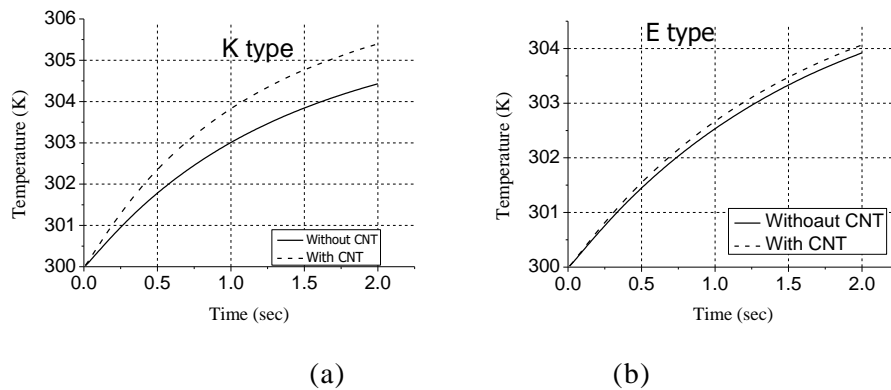 306
305
304
303
302
301
300
Temperature (K)
K type
Without CNT
With CNT
0.0 0.5 1.0 1.5 2.0
Time (sec)
(a)
304
303
302
301
300
Temperature (K)
E type
Withoaut CNT
With CNT
0.0 0.5 1.0 1.5 2.0
Time (sec)
(b)